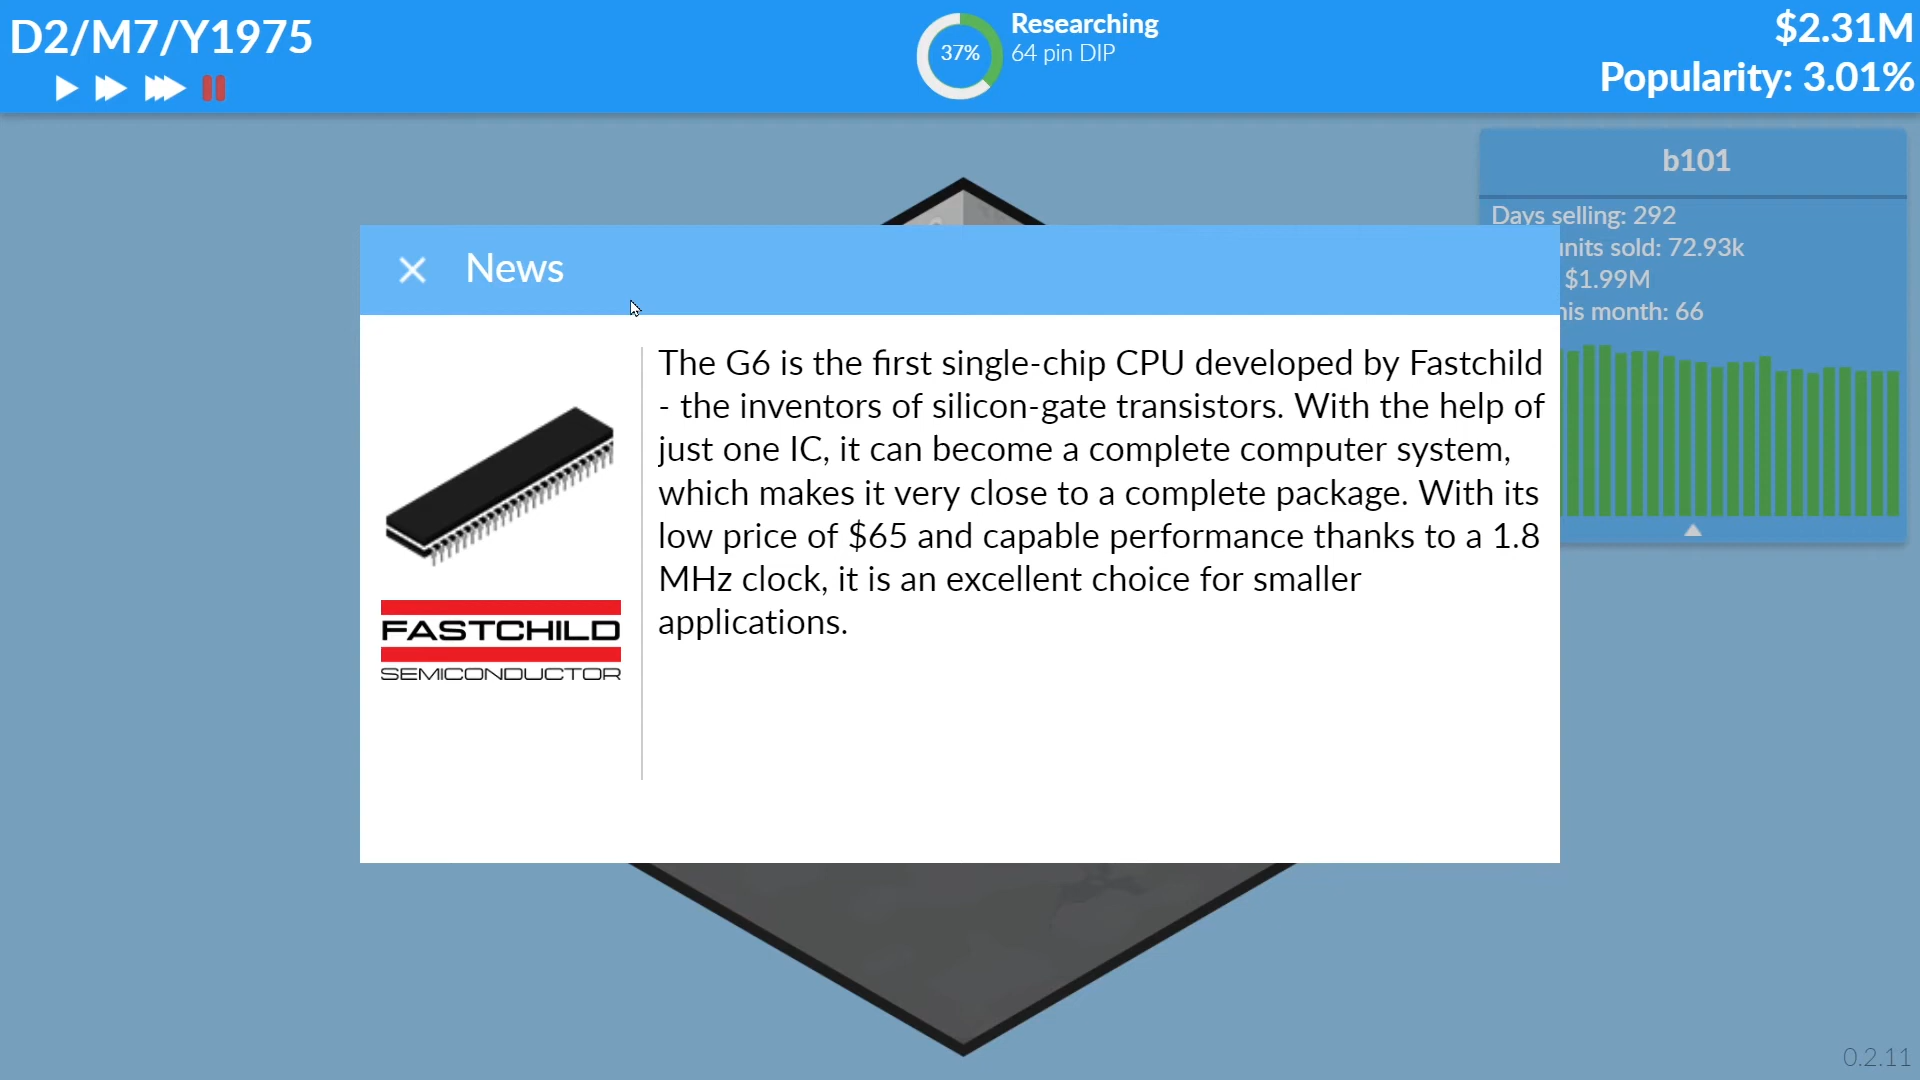 D2/M7/Y1975
37%
Researching
64 pin DIP
$2.31M
Popularity: 3.01%
b101
Days selling: 292
units sold: 72.93k
$1.99M
his month: 66
News
The G6 is the first single-chip CPU developed by Fastchild
- the inventors of silicon-gate transistors. With the help of
just one IC, it can become a complete computer system,
which makes it very close to a complete package. With its
low price of $65 and capable performance thanks to a 1.8
MHz clock, it is an excellent choice for smaller
applications.
FASTCHILD
SEMICONDUCTOR
0.2.11